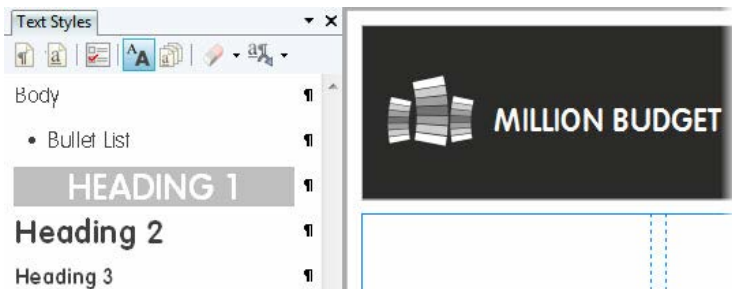 Text Styles
Body
• Bullet List
HEADING 1
Heading 2
Heading 3
MILLION BUDGET